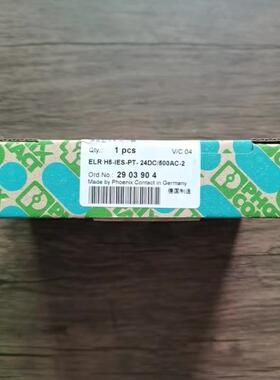 Qty.: 1 pcs V/C 04
ELR H5-IES-PT- 24DC/500AC-2
Ord No.: 29 03 90 4
Made by Phoenix Contact in Germany
德国制造